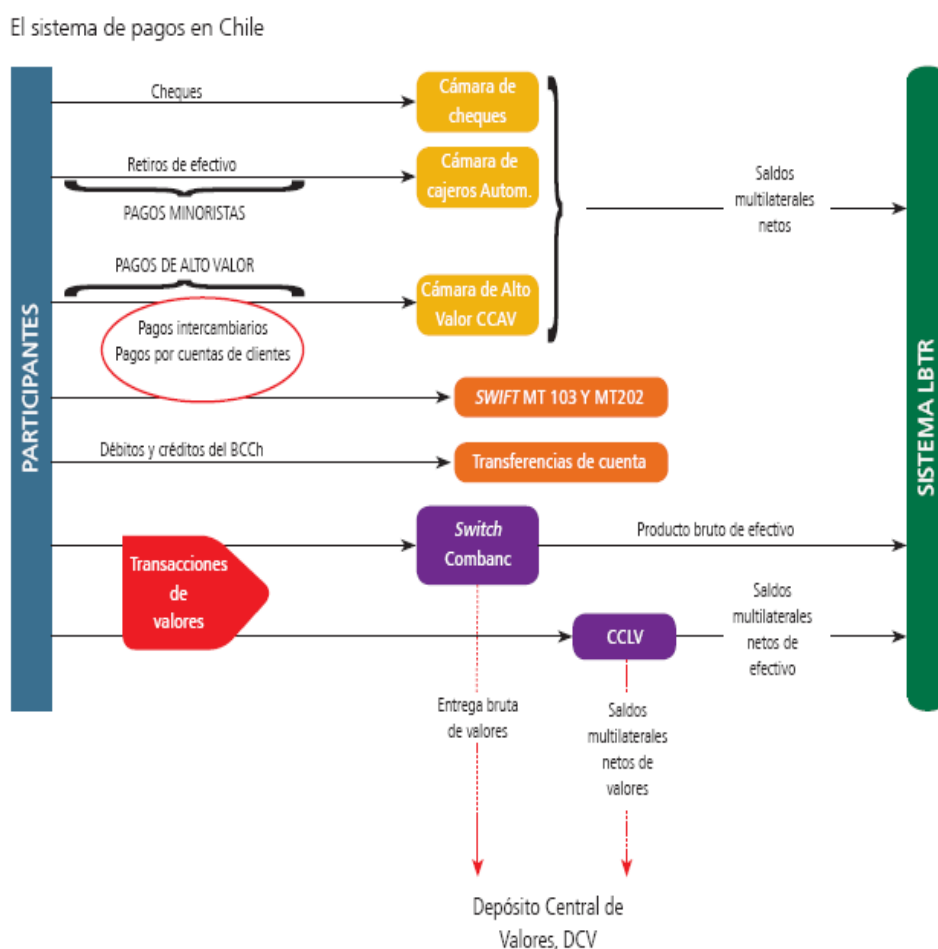 El sistema de pagos en Chile
PARTICIPANTES
Cheques
Cámara de
cheques
Retiros de efectivo
Cámara de
cajeros Autom.
PAGOS MINORISTAS
Saldos
multilaterales
netos
PAGOS DE ALTO VALOR
Cámara de Alto
Valor CCAV
Pagos intercambiarios
Pagos por cuentas de clientes
SWIFT MT 103 Y MT202
Débitos y créditos del BCCh
Transferencias de cuenta
Switch
Combanc
Producto bruto de efectivo
Transacciones
de
valores
CCLV
Saldos
multilaterales
netos de
efectivo
Entrega bruta
de valores
Saldos
multilaterales
netos de
valores
Depósito Central de
Valores, DCV
SISTEMA LBTR